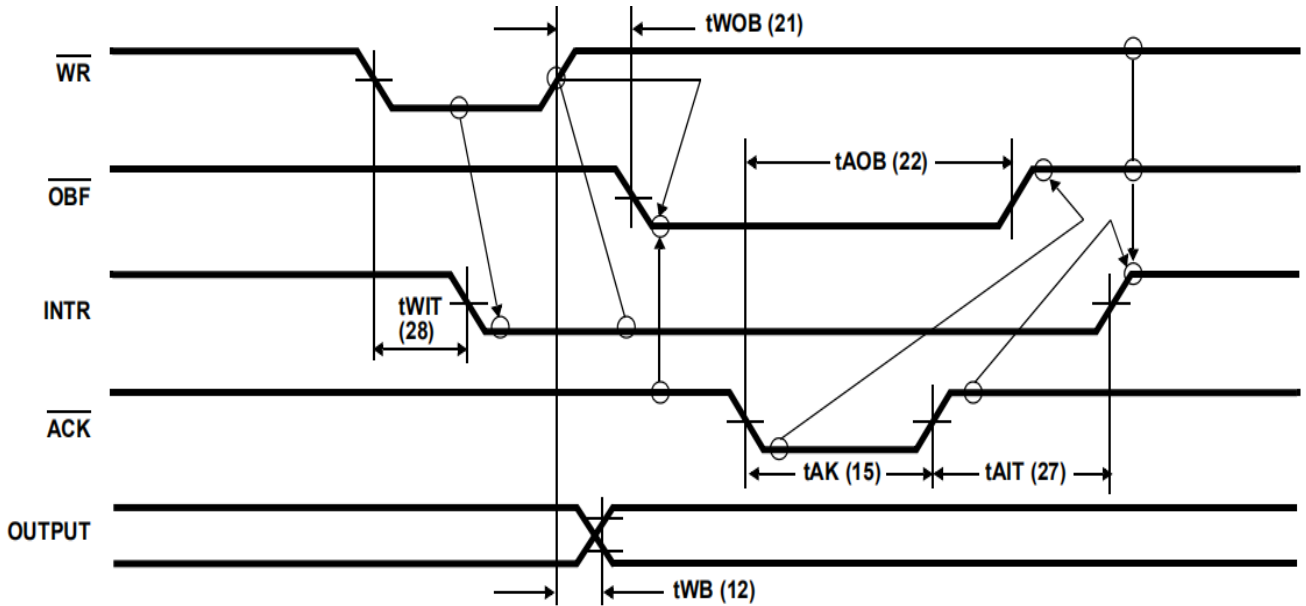 tWOB (21)
WR
tAOB (22)
OBF
INTR
tWIT
(28)
ACK
tAK (15)
tAIT (27)
OUTPUT
tWB (12)